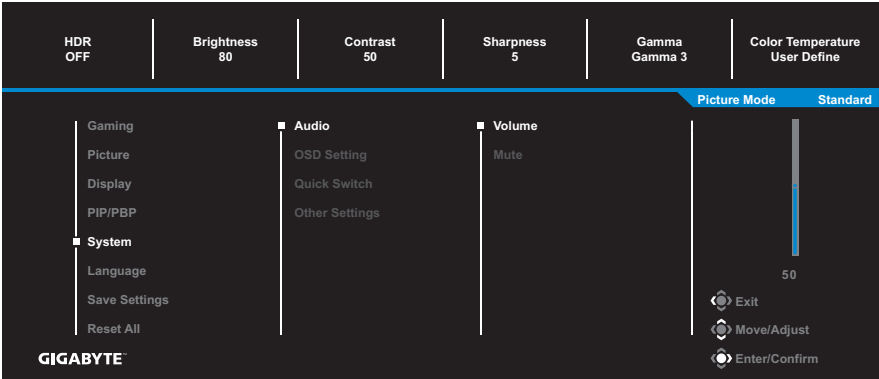 HDR
OFF
Brightness
80
Contrast
50
Sharpness
5
Gamma
Gamma 3
Color Temperature
User Define
Picture Mode Standard
Gaming
Picture
Display
PIP/PBP
System
Language
Save Settings
Reset All
Audio
OSD Setting
Quick Switch
Other Settings
Volume
Mute
50
Exit
Move/Adjust
Enter/Confirm
GIGABYTE™